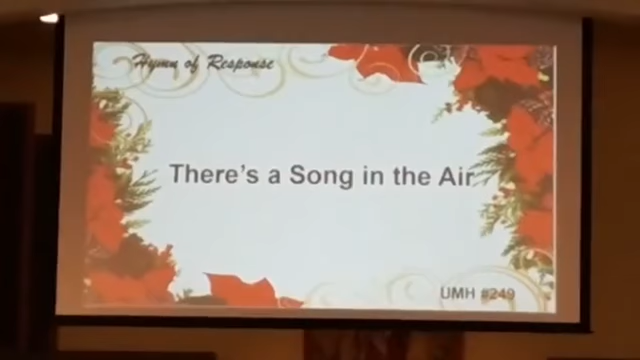 Hymn of Response
There's a Song in the Air
UMH #249